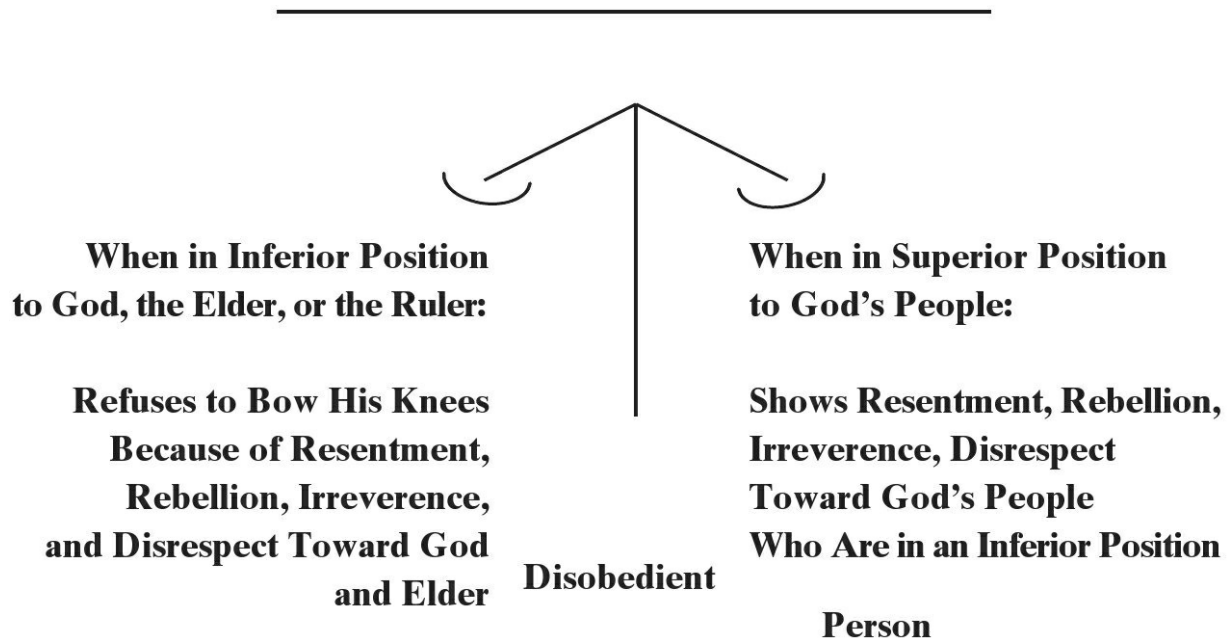 When in Inferior Position
to God, the Elder, or the Ruler:
Refuses to Bow His Knees
Because of Resentment,
Rebellion, Irreverence,
and Disrespect Toward God
and Elder
When in Superior Position
to God’s People:
Shows Resentment, Rebellion,
Irreverence, Disrespect
Toward God’s People
Who Are in an Inferior Position
Disobedient
Person